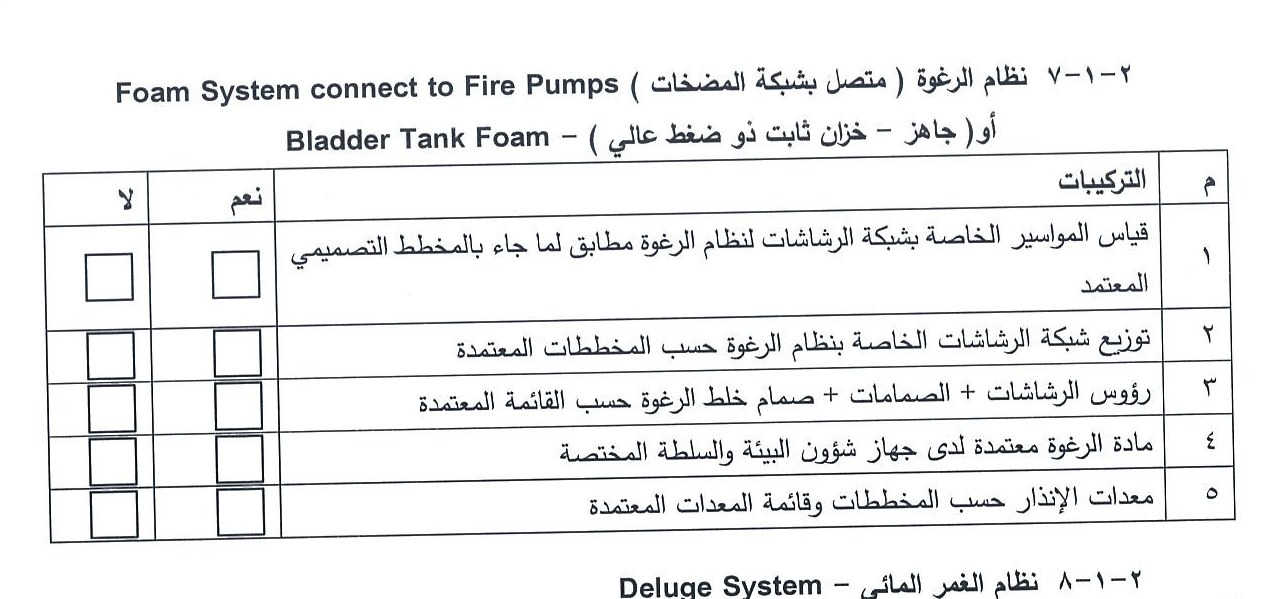 ٢-١-٧ نظام الرغوة ( متصل بشبكة المضخات ) Foam System connect to Fire Pumps
أو( جاهز – خزان ثابت ذو ضغط عالي ) – Bladder Tank Foam
م التركيبات نعم لا
١ قياس المواسير الخاصة بشبكة الرشاشات لنظام الرغوة مطابق لما جاء بالمخطط التصميمي
المعتمد
٢ توزيع شبكة الرشاشات الخاصة بنظام الرغوة حسب المخططات المعتمدة
٣ رؤوس الرشاشات + الصمامات + صمام خلط الرغوة حسب القائمة المعتمدة
٤ مادة الرغوة معتمدة لدى جهاز شؤون البيئة والسلطة المختصة
٥ معدات الإنذار حسب المخططات وقائمة المعدات المعتمدة
٢-١-٨ نظام الغمر المائي – Deluge System